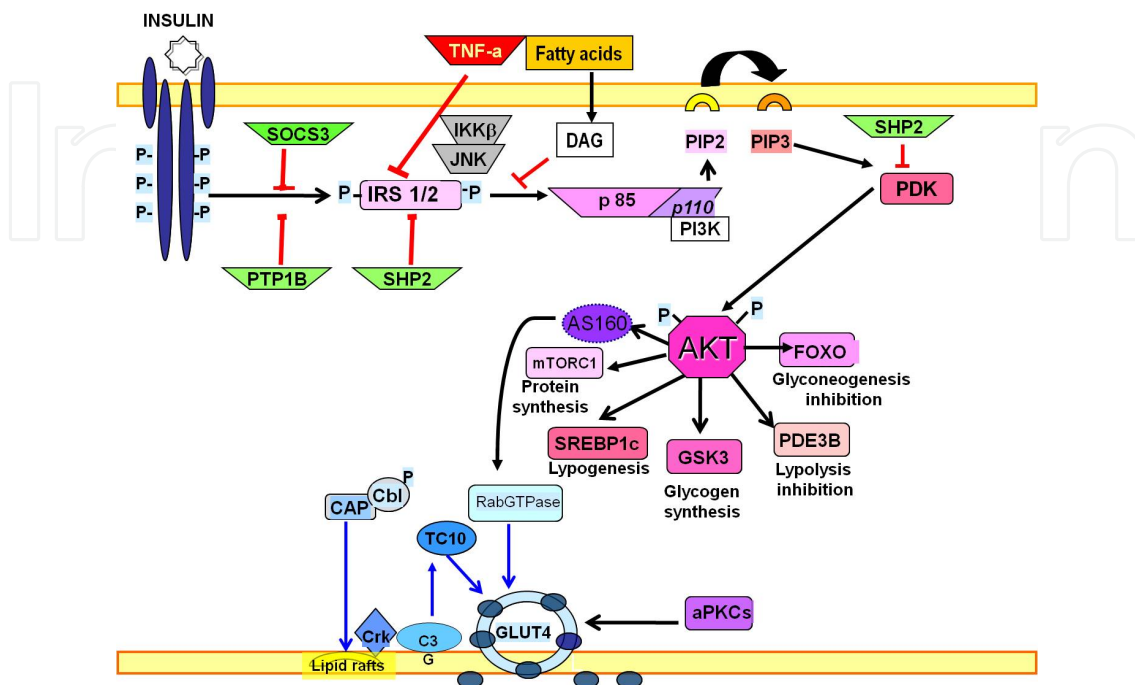 INSULIN
TNF-a
Fatty acids
SOCS3
IKKβ
JNK
DAG
PIP2
PIP3
SHP2
PDK
P-
-P
P-
-P
P-
-P
P
IRS 1/2
-P
p 85
p110
PI3K
PTP1B
SHP2
P
P
AS160
AKT
FOXO
Glyconeogenesis
inhibition
mTORC1
Protein
synthesis
SREBP1c
Lypogenesis
GSK3
Glycogen
synthesis
PDE3B
Lypolysis
inhibition
P
Cbl
CAP
RabGTPase
TC10
aPKCs
GLUT4
Crk
C3
G
Lipid rafts